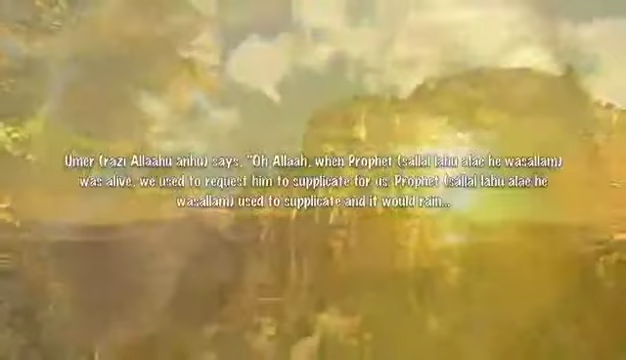 Umer (razi Allaahu anhu) says, "Oh Allaah, when Prophet (sallal lahu alae he wasallam)
was alive, we used to request him to supplicate for us. Prophet (sallal lahu alae he
wasallam) used to supplicate and it would rain...